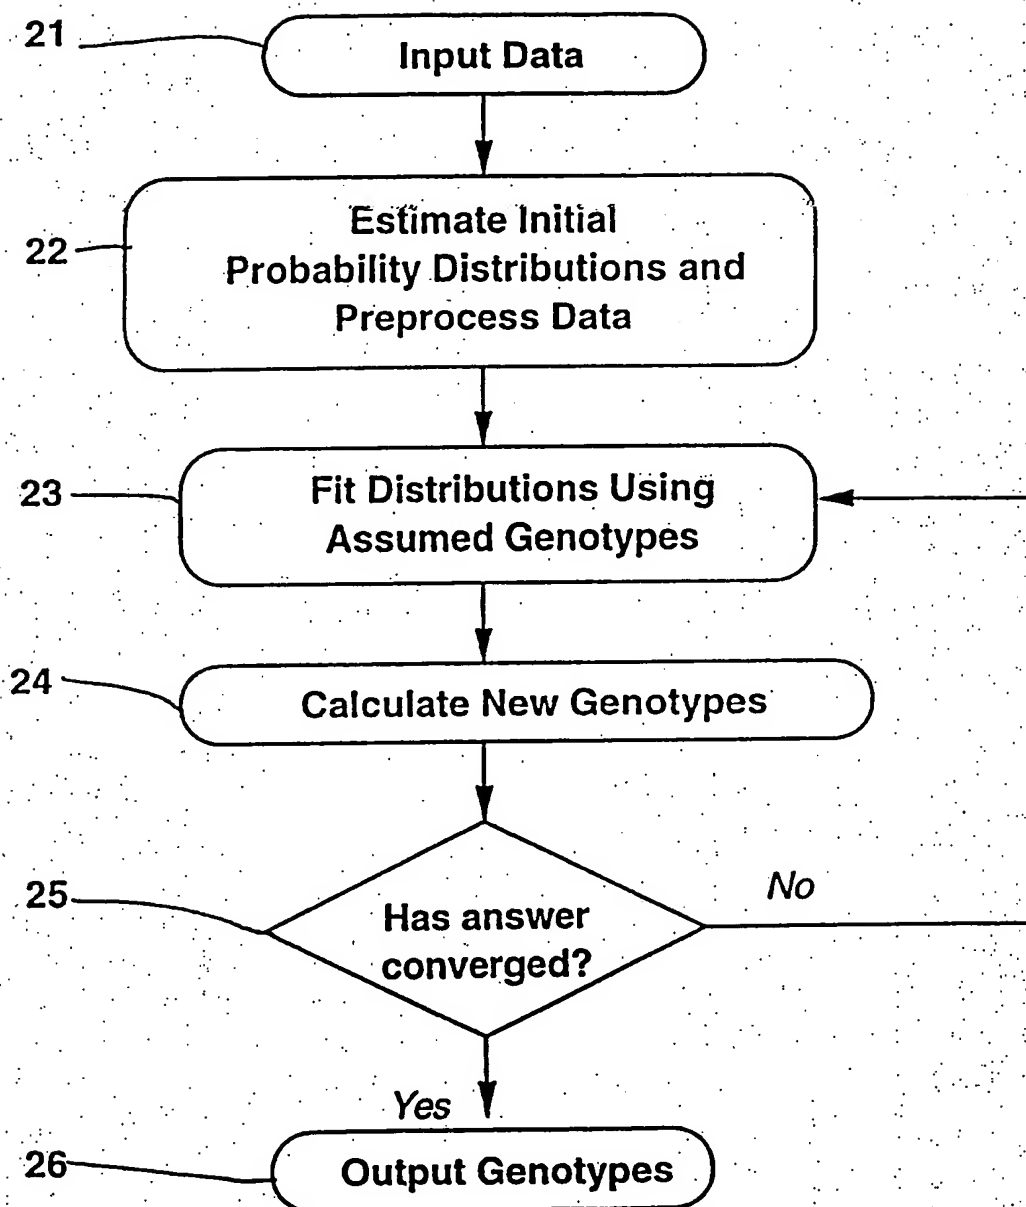 21
Input Data
22
Estimate Initial
Probability Distributions and
Preprocess Data
23
Fit Distributions Using
Assumed Genotypes
24
Calculate New Genotypes
25
Has answer
converged?
No
Yes
26
Output Genotypes